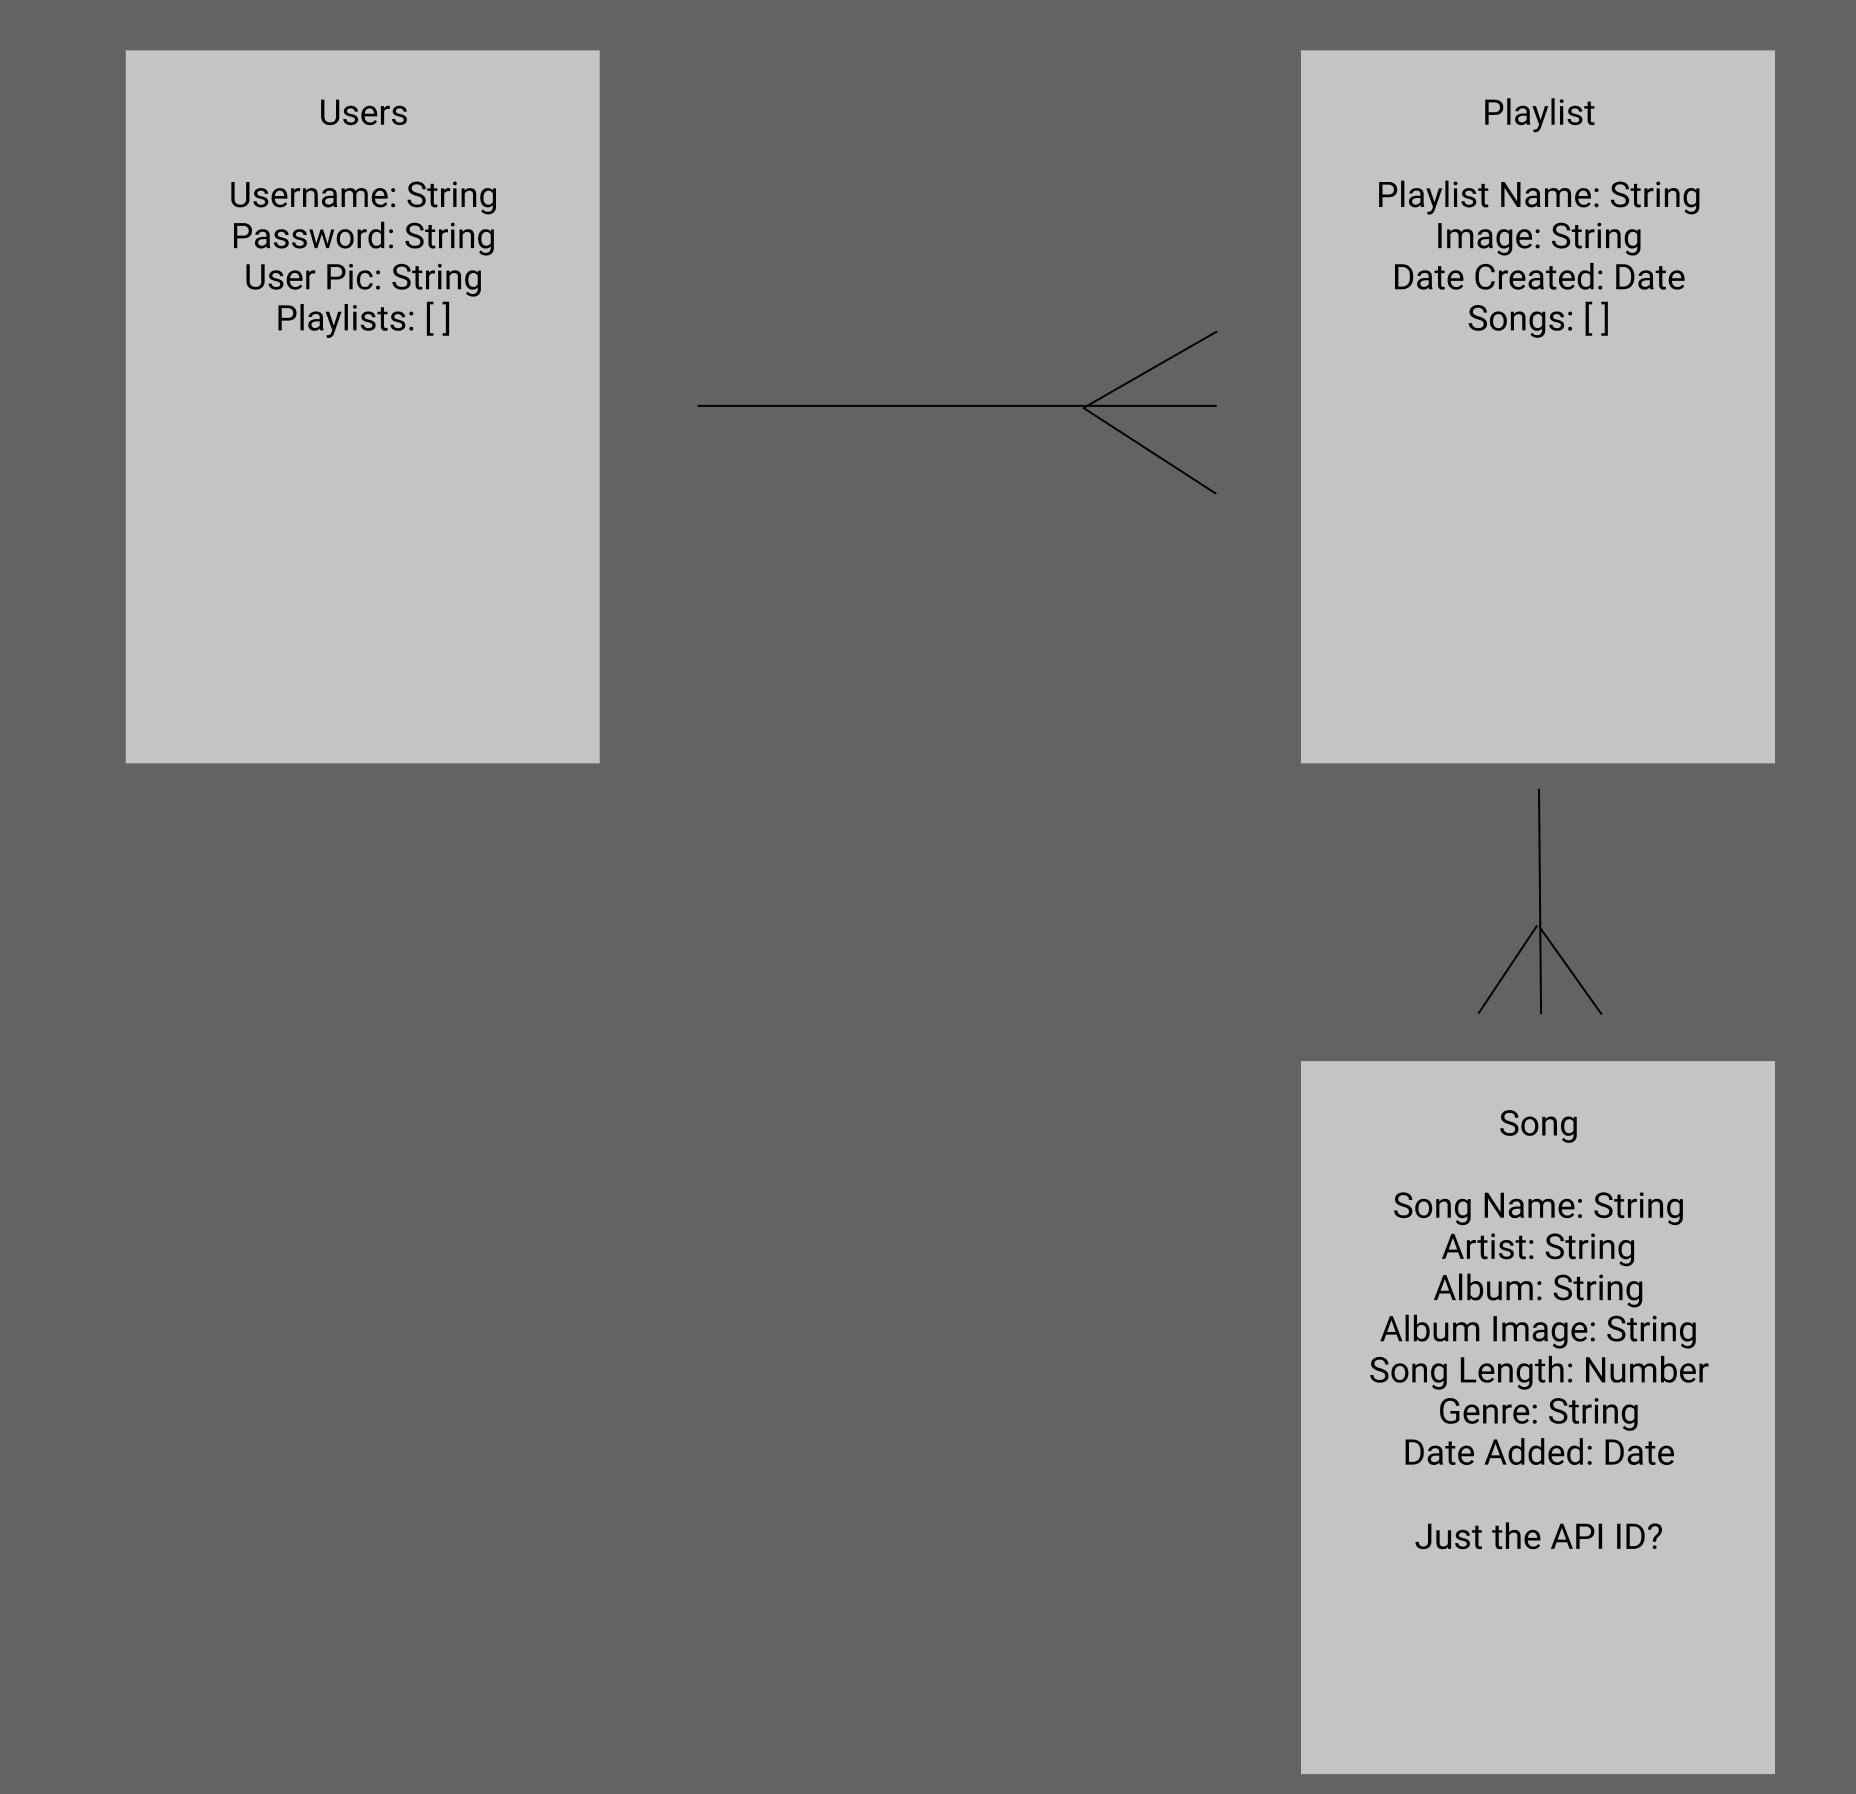 Users
Username: String
Password: String
User Pic: String
Playlists: [ ]
Playlist
Playlist Name: String
Image: String
Date Created: Date
Songs: [ ]
Song
Song Name: String
Artist: String
Album: String
Album Image: String
Song Length: Number
Genre: String
Date Added: Date
Just the API ID?